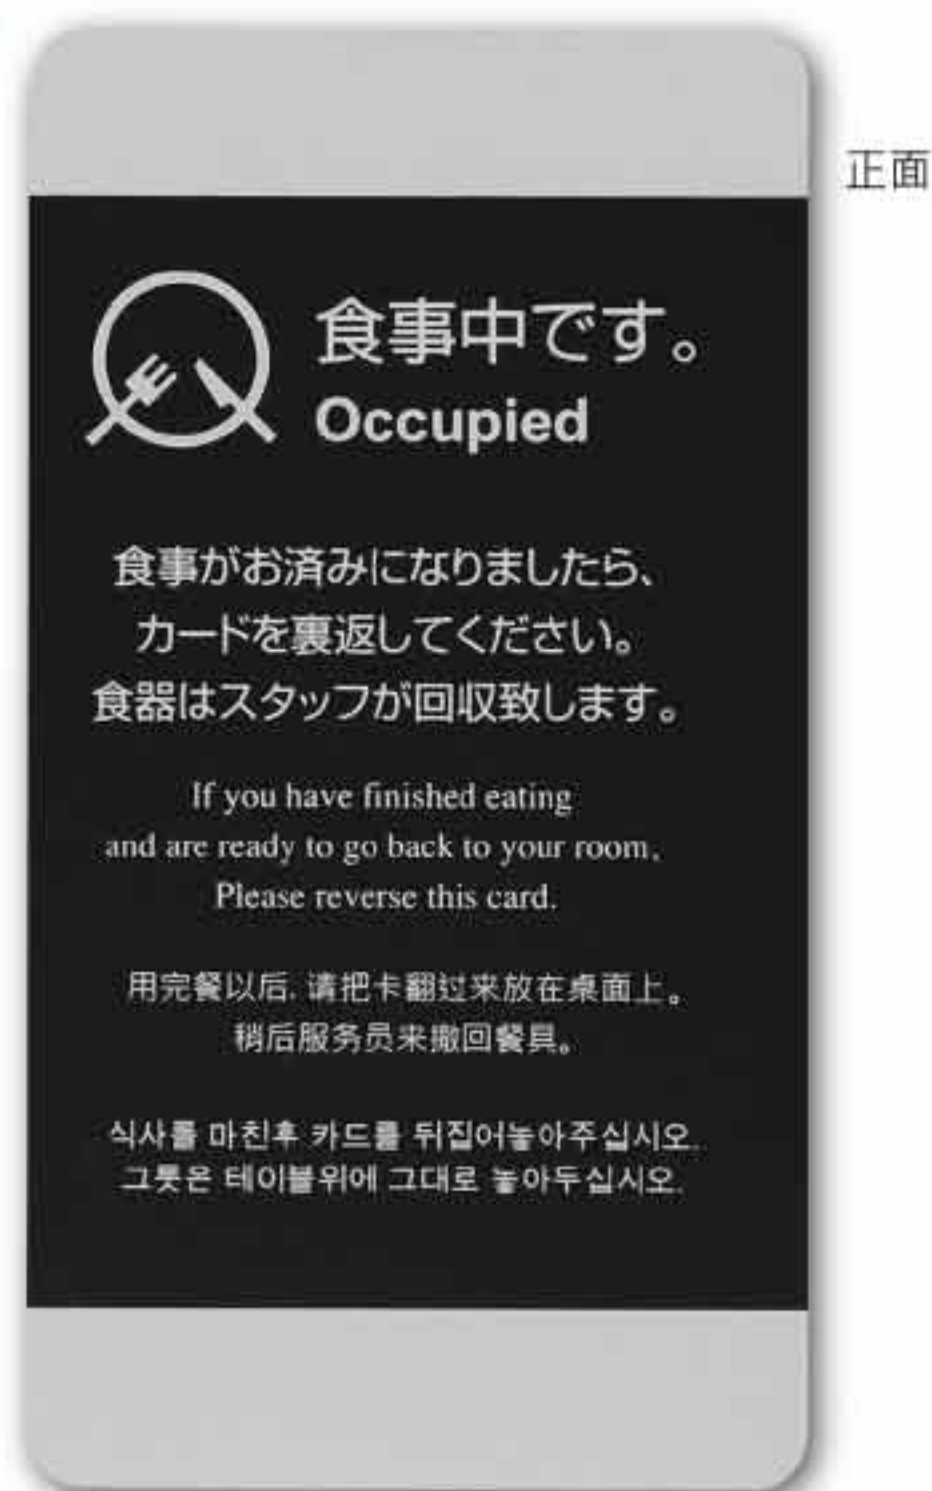 正面
食事中です。
Occupied
食事がお済みになりましたら、
カードを裏返してください。
食器はスタッフが回収致します。
If you have finished eating
and are ready to go back to your room,
Please reverse this card.
用完餐以后, 请把卡翻过来放在桌面上。
稍后服务员来撤回餐具。
식사를 마친후 카드를 뒤집어놓아주십시오.
그릇은 테이블위에 그대로 놓아두십시오.